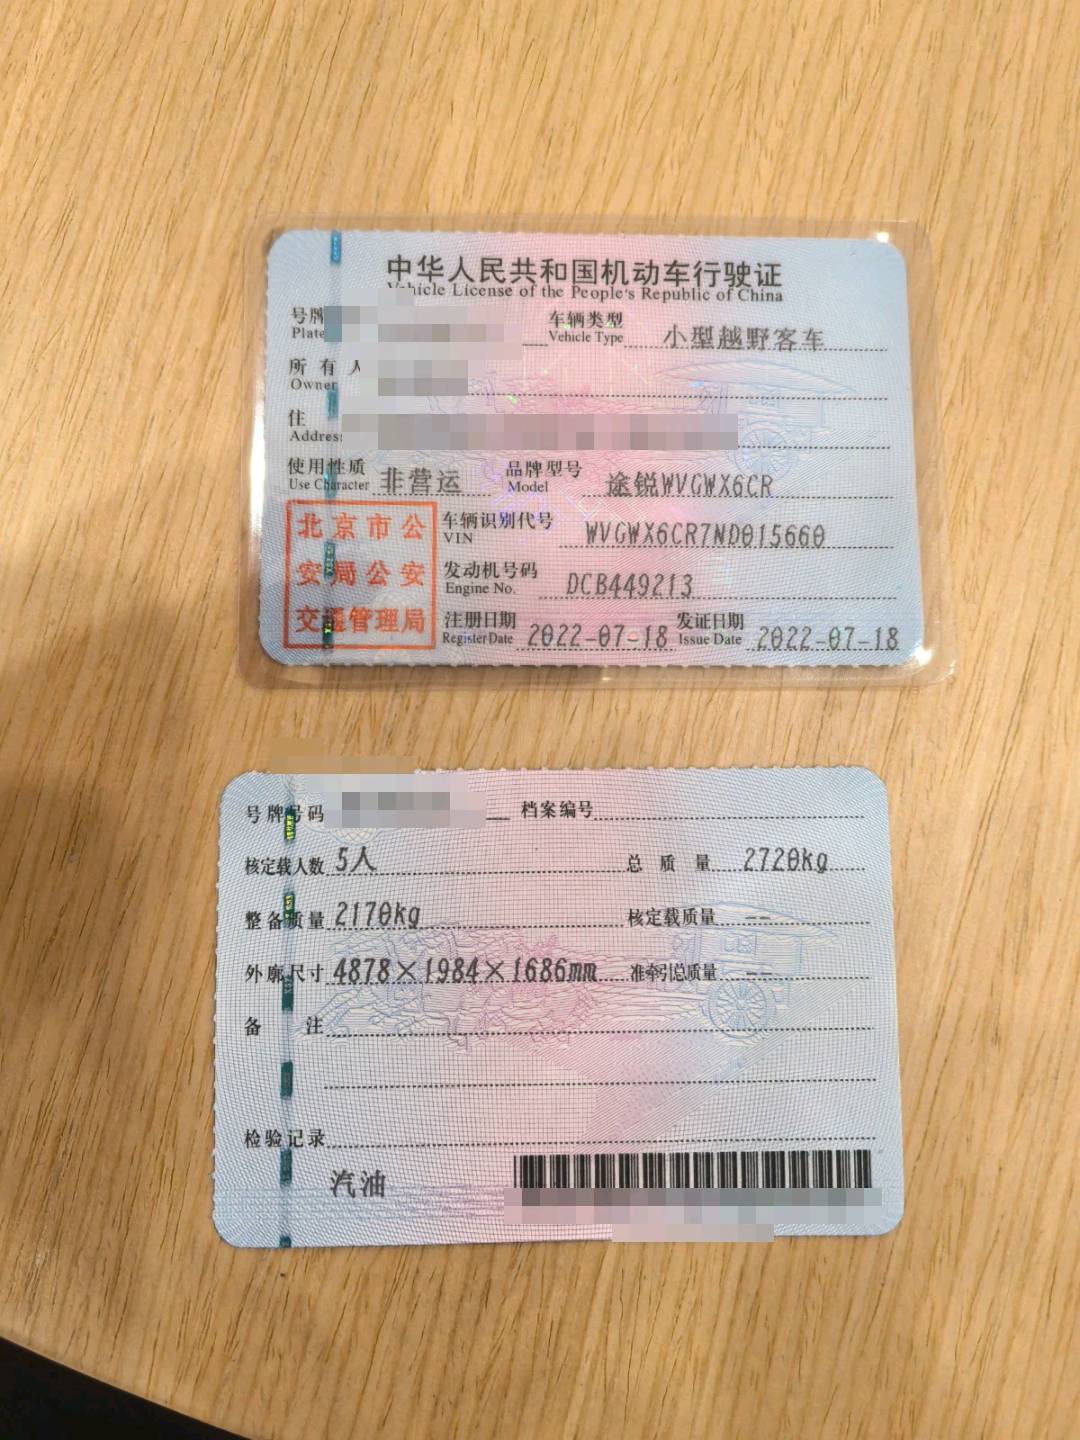 中华人民共和国机动车行驶证
Vehicle License of the People's Republic of China
号牌 车辆类型 小型越野客车
Plate Vehicle Type
所有人
Owner
住
Address
使用性质 非营运 品牌型号 途锐WVGWX6CR
Use Character Model
北京市公
安局公安
交通管理局
车辆识别代号 WVGWX6CR7ND015660
VIN
发动机号码 DCB449213
Engine No.
注册日期 2022-07-18 发证日期 2022-07-18
Register Date Issue Date
号牌号码 档案编号
核定载人数 5人 总质量 2720kg
整备质量 2170kg 核定载质量 --
外廓尺寸 4878×1984×1686mm 准牵引总质量 --
备注
检验记录
汽油